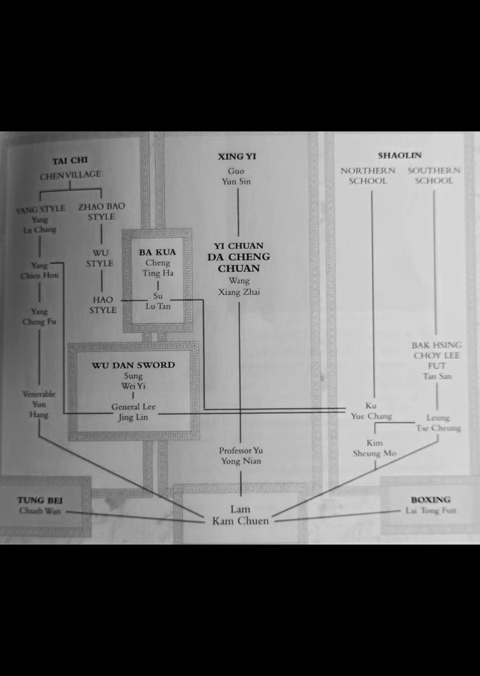 TAI CHI
CHEN VILLAGE
YANG STYLE
Yang
Lu Chang
Yang
Chien Hou
Yang
Cheng Fu
Venerable
Yun
Hang
ZHAO BAO
STYLE
WU
STYLE
HAO
STYLE
BA KUA
Cheng
Ting Ha
Su
Lu Tan
WU DAN SWORD
Sung
Wei Yi
General Lee
Jing Lin
XING YI
Guo
Yun Sin
YI CHUAN
DA CHENG
CHUAN
Wang
Xiang Zhai
Professor Yu
Yong Nian
SHAOLIN
NORTHERN
SCHOOL
SOUTHERN
SCHOOL
BAK HSING
CHOY LEE
FUT
Tan San
Ku
Yue Chang
Leung
Tse Cheung
Kim
Sheung Mo
TUNG BEI
Chueh Wan
Lam
Kam Chuen
BOXING
Lai Tong Fun